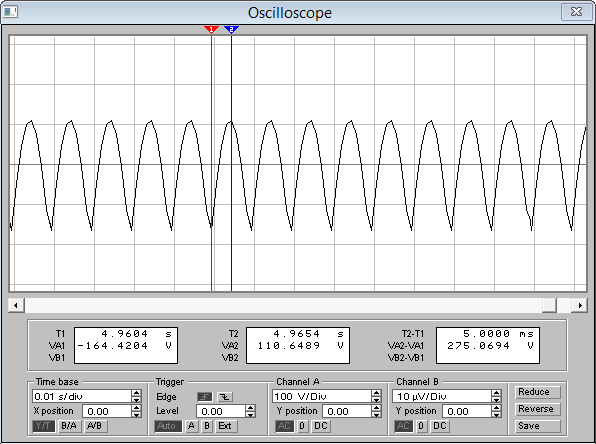 Oscilloscope
1 2
T1 4.9604 s T2 4.9654 s T2-T1 5.0000 ms
VA1 -164.4204 V VA2 110.6489 V VA2-VA1 275.0694 V
VB1 VB2 VB2-VB1
Time base Trigger Channel A Channel B Reduce
0.01 s/div Edge 100 V/Div 10 µV/Div
X position 0.00 Level 0.00 Y position 0.00 Y position 0.00 Reverse
Y/T B/A A/B Auto A B Ext AC 0 DC AC 0 DC Save